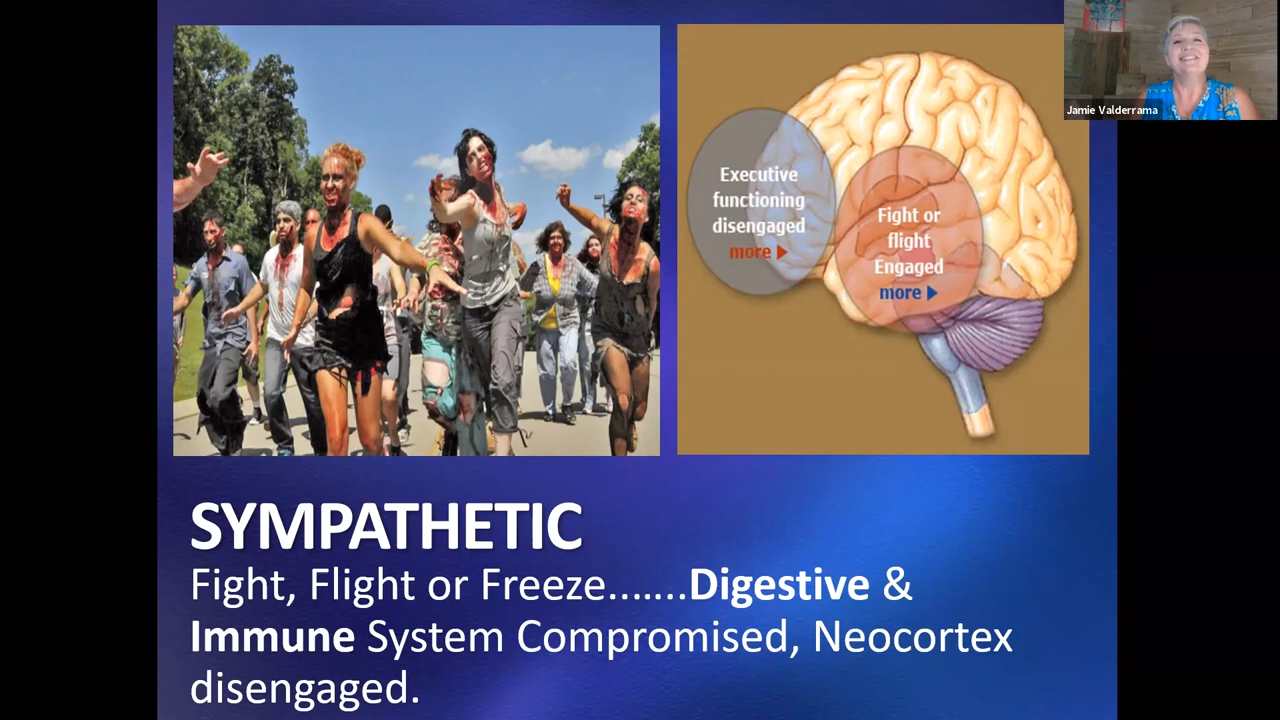 Jamie Valderrama
Executive
functioning
disengaged
more
Fight or
flight
Engaged
more
SYMPATHETIC
Fight, Flight or Freeze.......Digestive &
Immune System Compromised, Neocortex
disengaged.